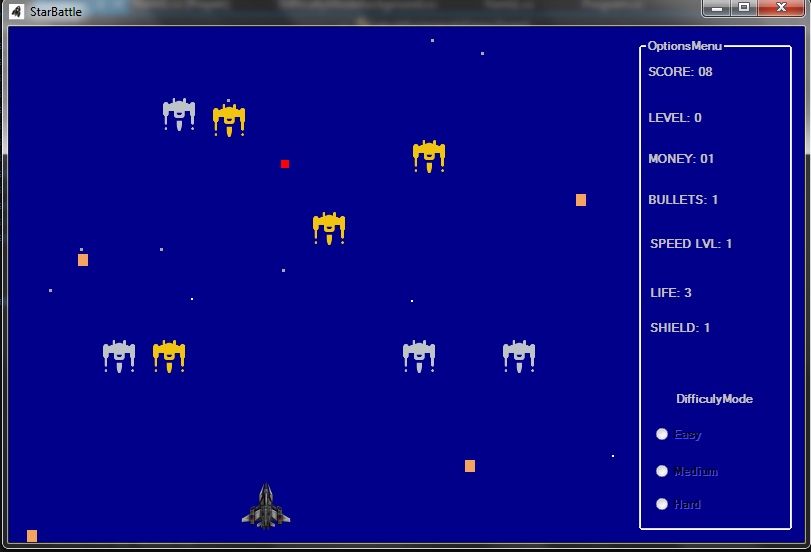 StarBattle
OptionsMenu
SCORE: 08
LEVEL: 0
MONEY: 01
BULLETS: 1
SPEED LVL: 1
LIFE: 3
SHIELD: 1
DifficulyMode
Easy
Medium
Hard